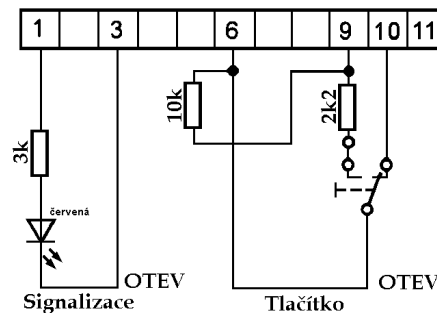 1 3 6 9 10 11
10k
2k2
3k
červená
OTEV OTEV
Signalizace Tlačítko